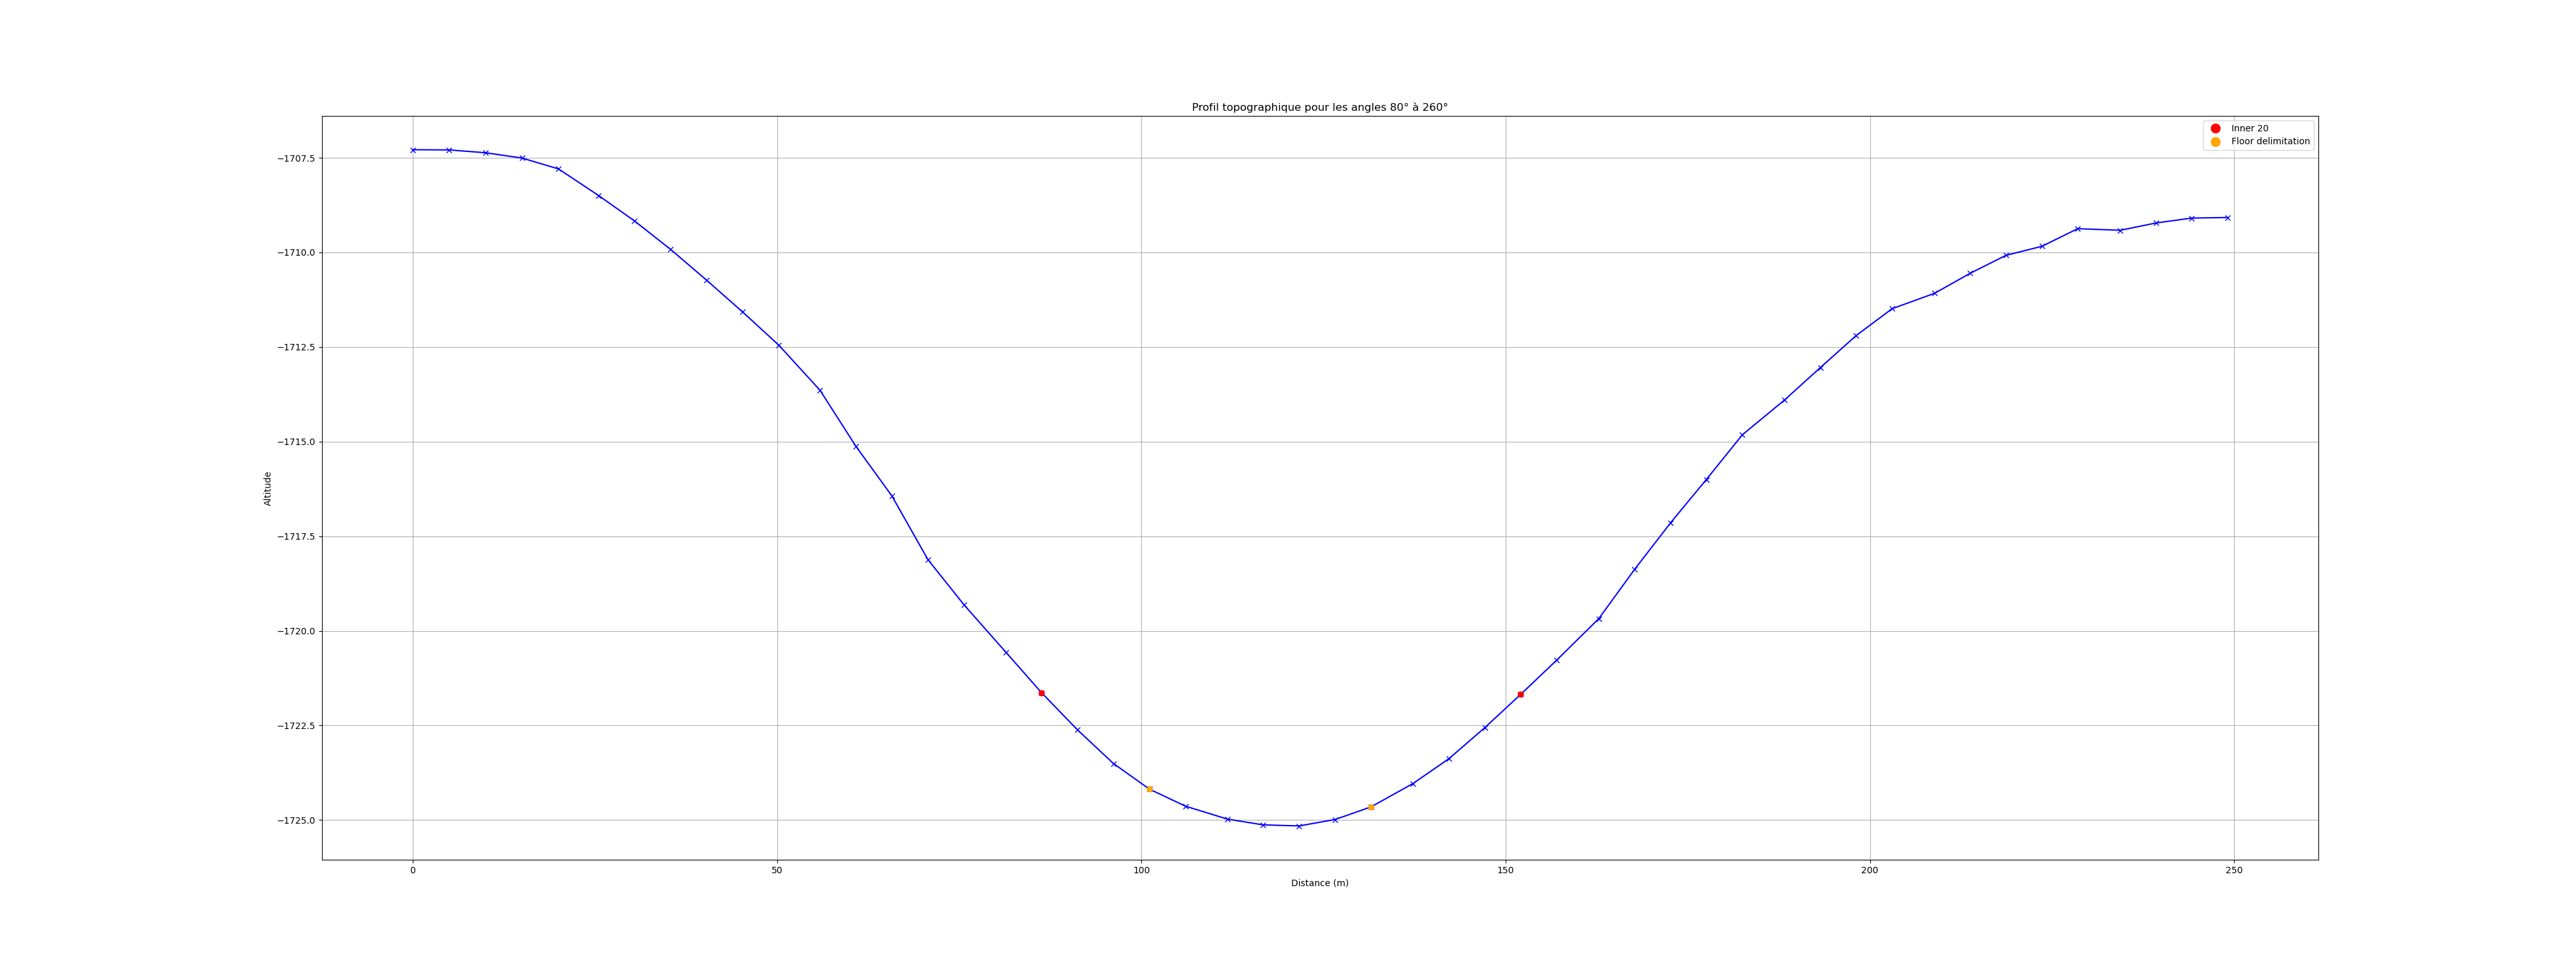 Profil topographique pour les angles 80° à 260°
Inner 20
Floor delimitation
−1707.5
−1710.0
−1712.5
−1715.0
−1717.5
−1720.0
−1722.5
−1725.0
Altitude
0 50 100 150 200 250
Distance (m)